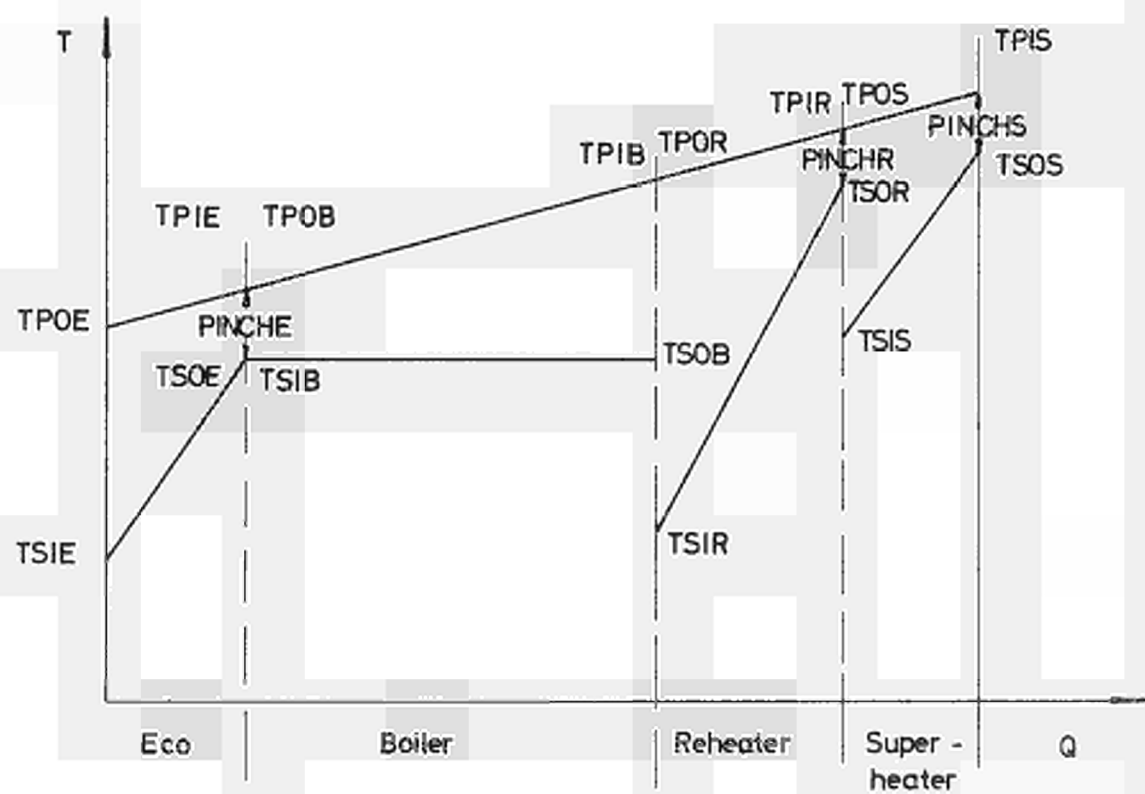 T
TPIS
TPIR
TPOS
PINCHS
TPIB
TPOR
PINCHR
TSOS
TSOR
TPIE
TPOB
TPOE
PINCHE
TSIS
TSOB
TSOE
TSIB
TSIE
TSIR
Eco
Boiler
Reheater
Super -
heater
Q